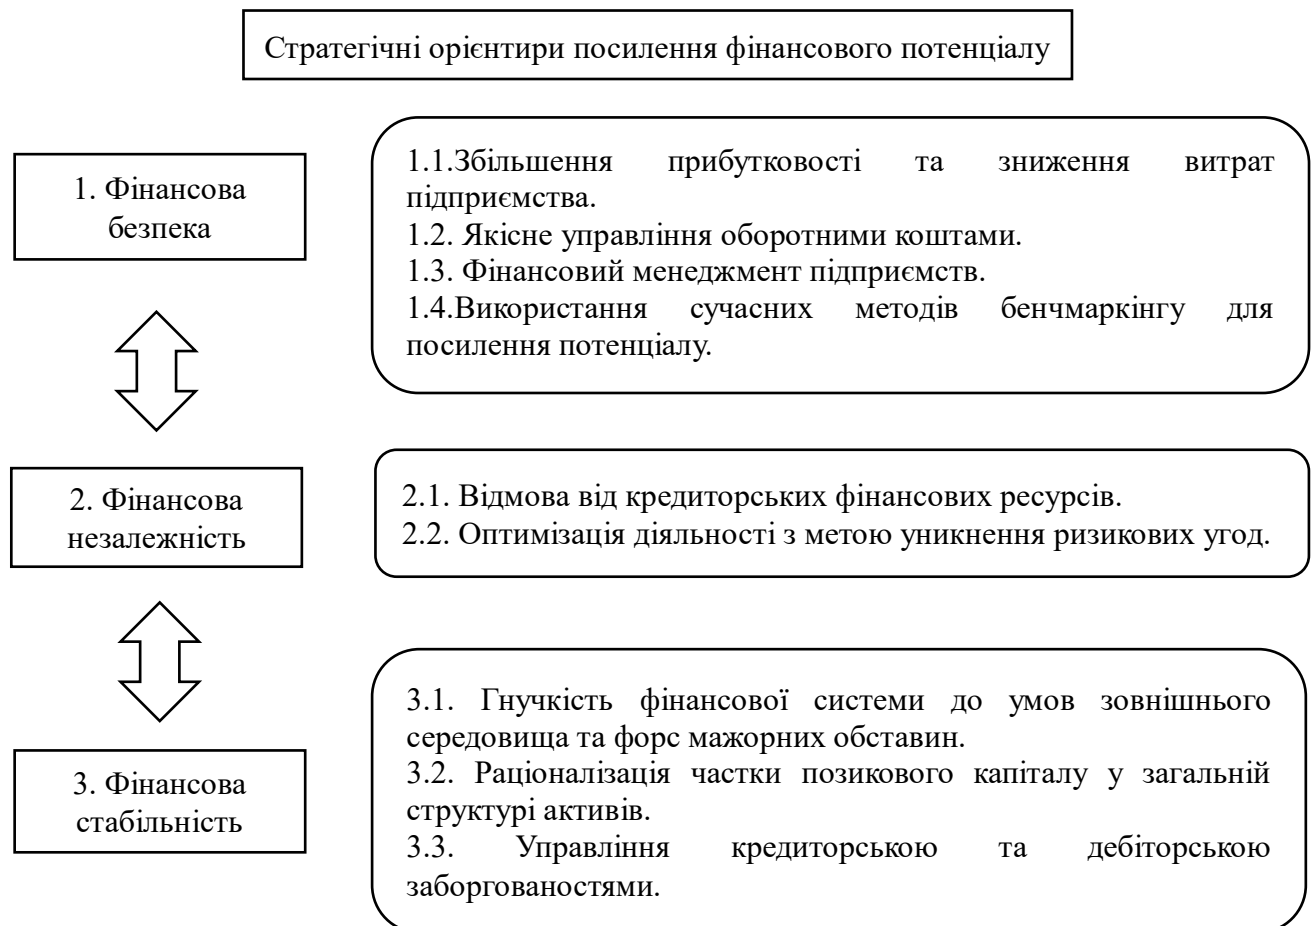 Стратегічні орієнтири посилення фінансового потенціалу
1. Фінансова
безпека
1.1.Збільшення прибутковості та зниження витрат
підприємства.
1.2. Якісне управління оборотними коштами.
1.3. Фінансовий менеджмент підприємств.
1.4.Використання сучасних методів бенчмаркінгу для
посилення потенціалу.
2. Фінансова
незалежність
2.1. Відмова від кредиторських фінансових ресурсів.
2.2. Оптимізація діяльності з метою уникнення ризикових угод.
3. Фінансова
стабільність
3.1. Гнучкість фінансової системи до умов зовнішнього
середовища та форс мажорних обставин.
3.2. Раціоналізація частки позикового капіталу у загальній
структурі активів.
3.3. Управління кредиторською та дебіторською
заборгованостями.